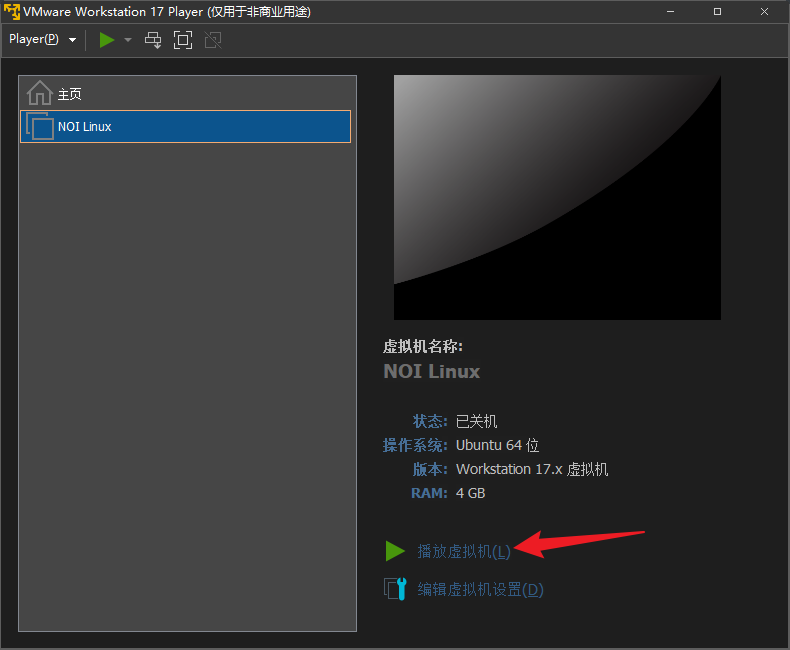 VMware Workstation 17 Player (仅用于非商业用途)
Player(P)
主页
NOI Linux
虚拟机名称:
NOI Linux
状态: 已关机
操作系统: Ubuntu 64 位
版本: Workstation 17.x 虚拟机
RAM: 4 GB
播放虚拟机(L)
编辑虚拟机设置(D)